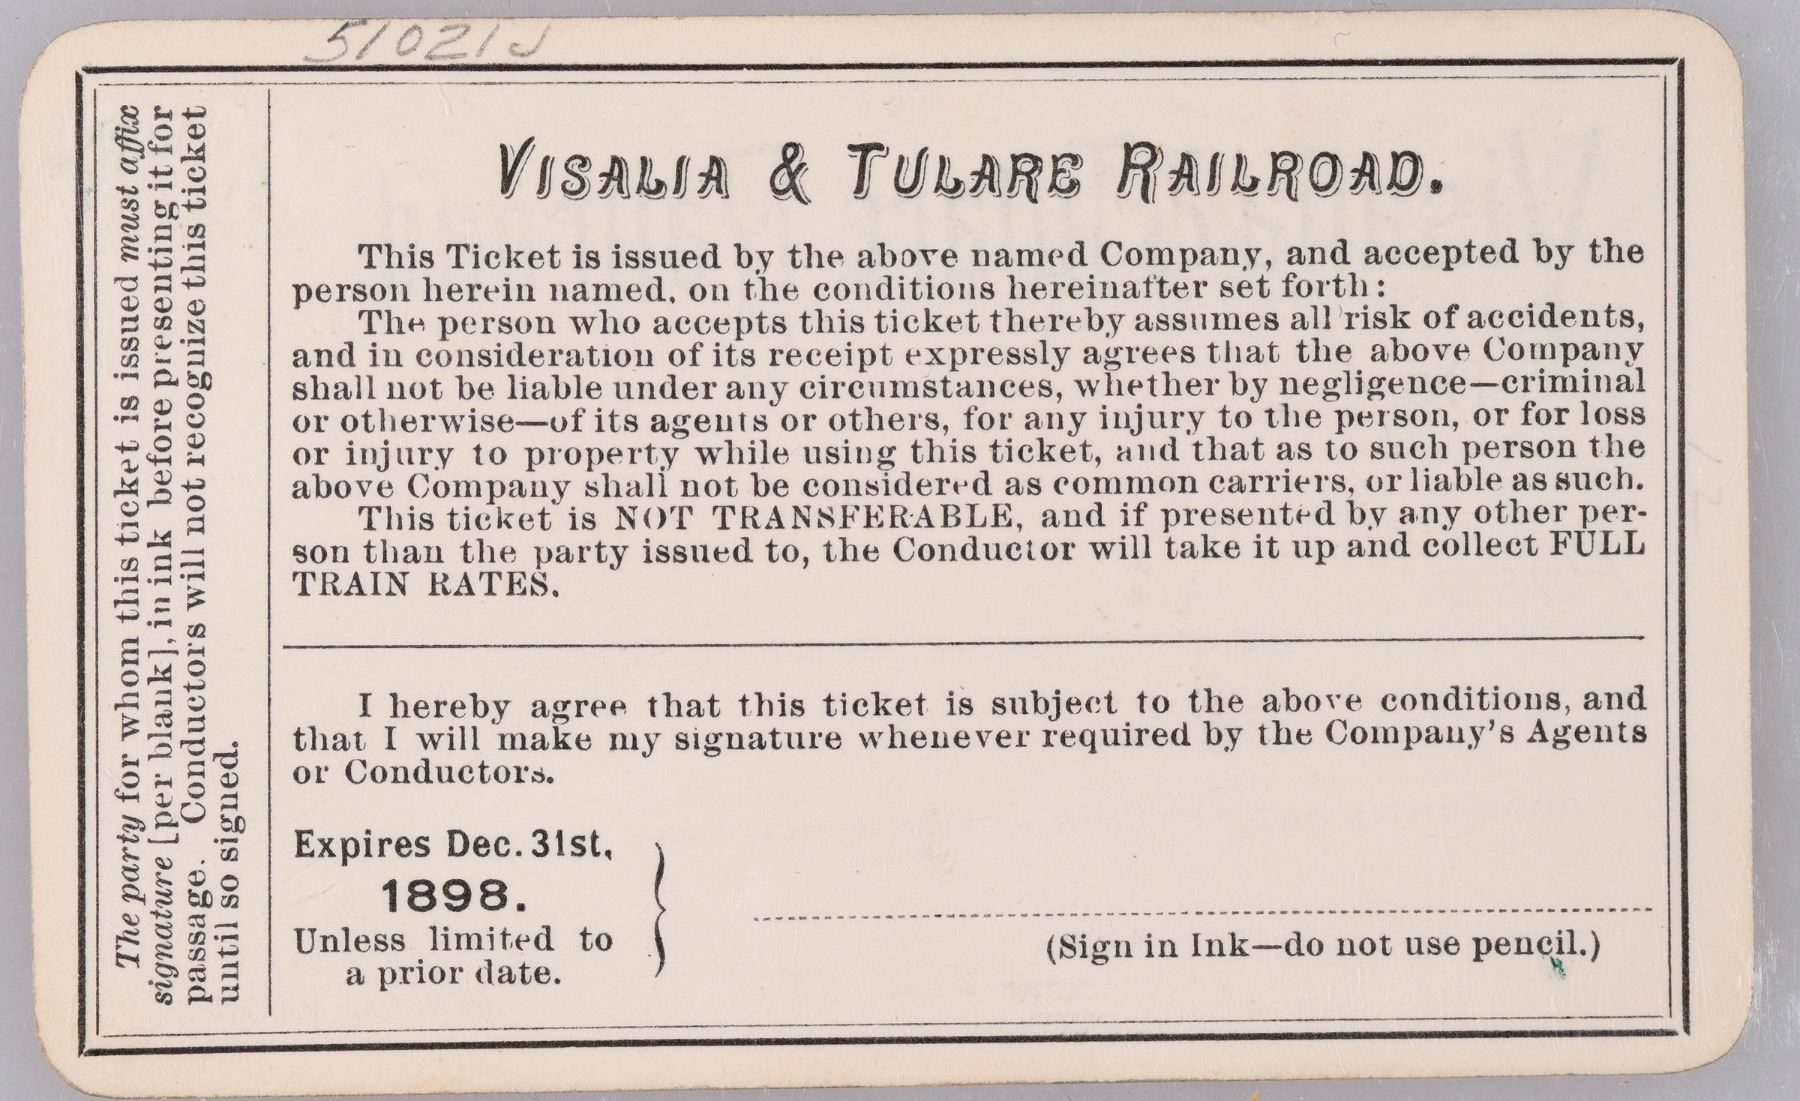 51021J
VISALIA & TULARE RAILROAD.
This Ticket is issued by the above named Company, and accepted by the
person herein named, on the conditions hereinafter set forth:
The person who accepts this ticket thereby assumes all risk of accidents,
and in consideration of its receipt expressly agrees that the above Company
shall not be liable under any circumstances, whether by negligence—criminal
or otherwise—of its agents or others, for any injury to the person, or for loss
or injury to property while using this ticket, and that as to such person the
above Company shall not be considered as common carriers, or liable as such.
This ticket is NOT TRANSFERABLE, and if presented by any other per-
son than the party issued to, the Conductor will take it up and collect FULL
TRAIN RATES.
I hereby agree that this ticket is subject to the above conditions, and
that I will make my signature whenever required by the Company's Agents
or Conductors.
Expires Dec. 31st,
1898.
Unless limited to
a prior date.
(Sign in Ink—do not use pencil.)
The party for whom this ticket is issued must affix
signature [per blank], in ink before presenting it for
passage. Conductors will not recognize this ticket
until so signed.